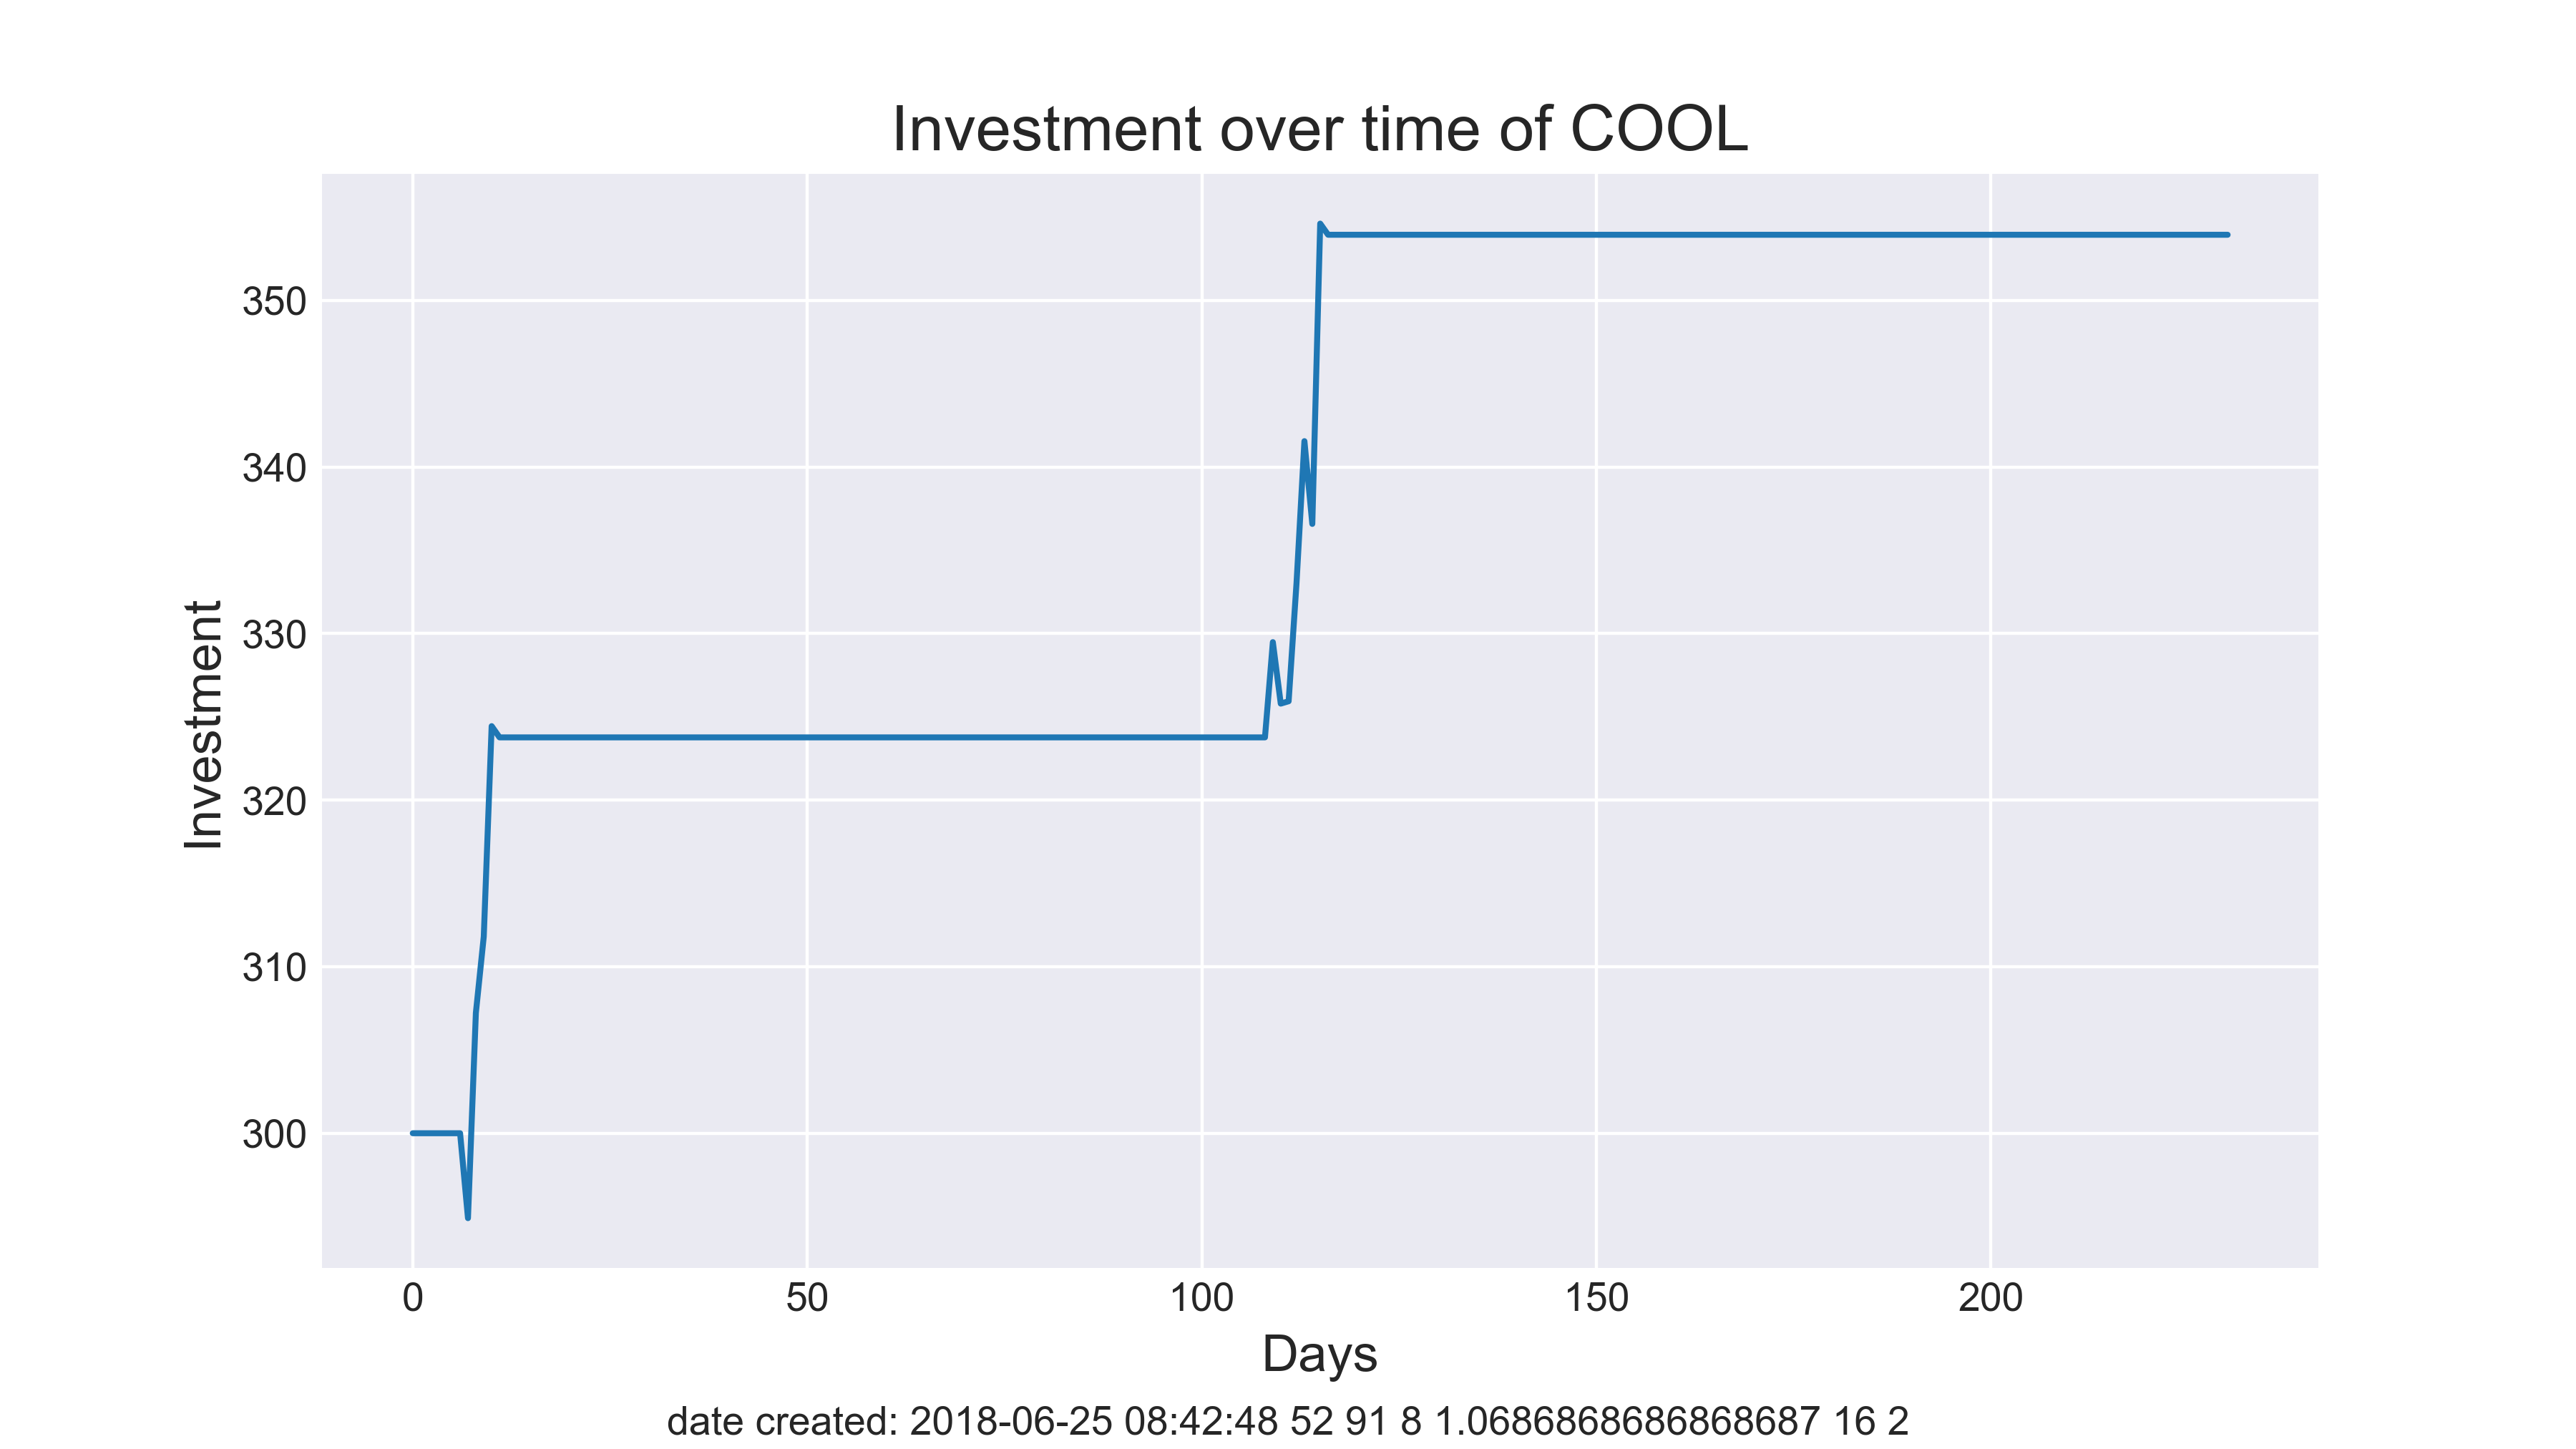 Investment over time of COOL
Investment
350
340
330
320
310
300
0 50 100 150 200
Days
date created: 2018-06-25 08:42:48 52 91 8 1.0686868686868687 16 2